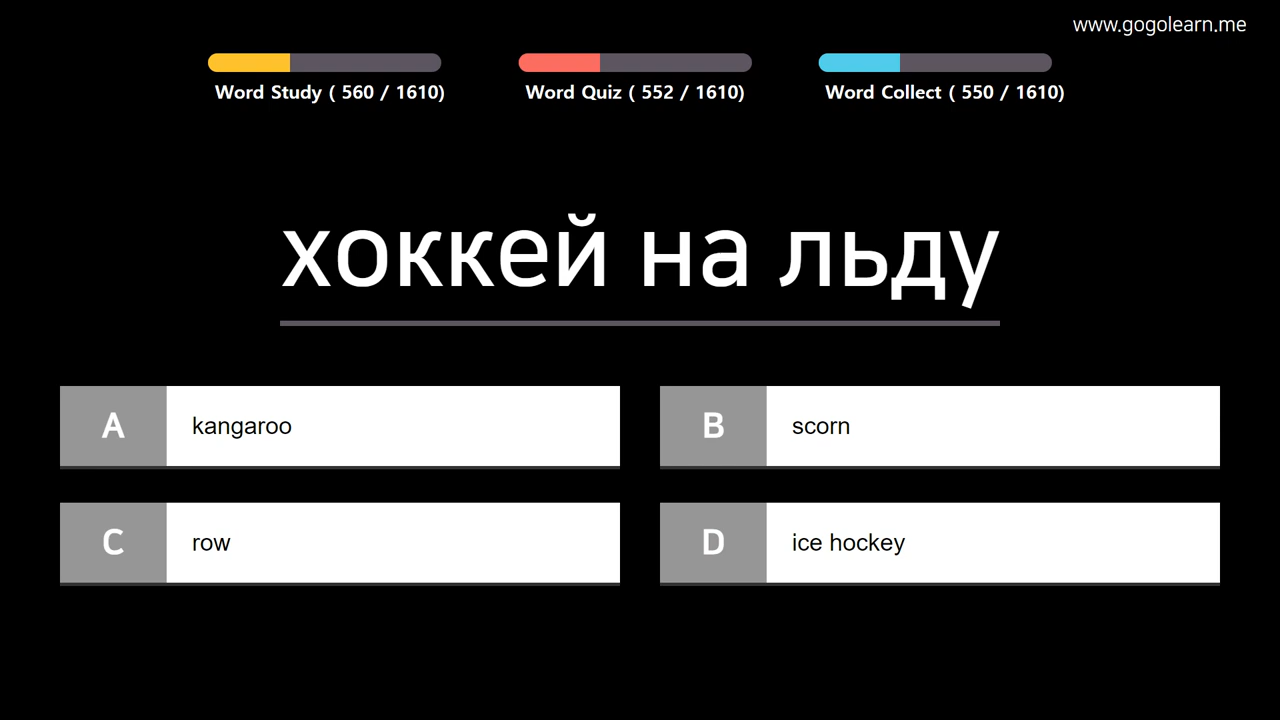 www.gogolearn.me
Word Study ( 560 / 1610)
Word Quiz ( 552 / 1610)
Word Collect ( 550 / 1610)
хоккей на льду
A kangaroo
B scorn
C row
D ice hockey